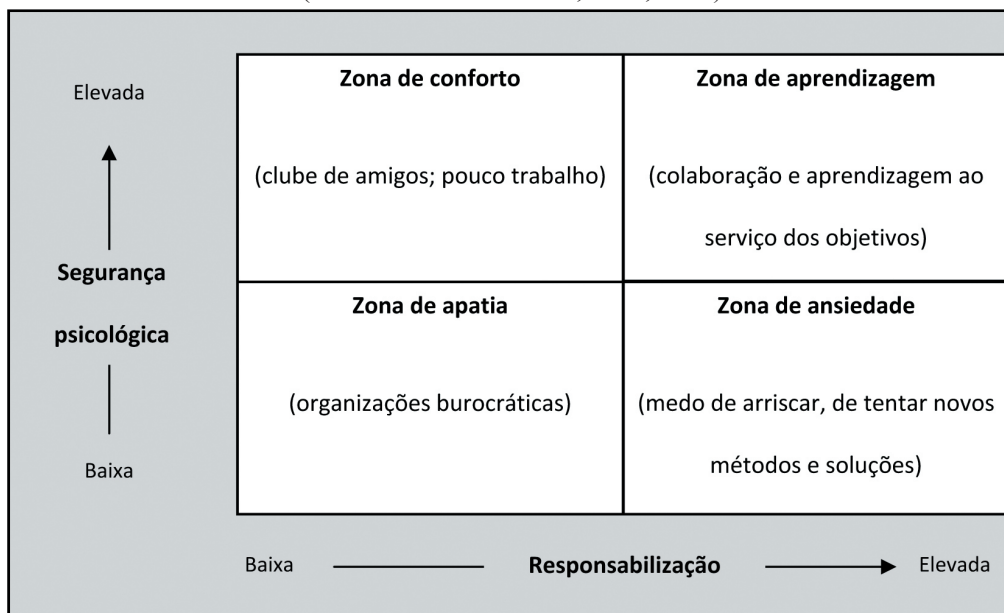 Zona de conforto
(clube de amigos; pouco trabalho)
Zona de aprendizagem
(colaboração e aprendizagem ao
serviço dos objetivos)
Elevada
Segurança
psicológica
Baixa
Zona de apatia
(organizações burocráticas)
Zona de ansiedade
(medo de arriscar, de tentar novos
métodos e soluções)
Baixa
Responsabilização
Elevada